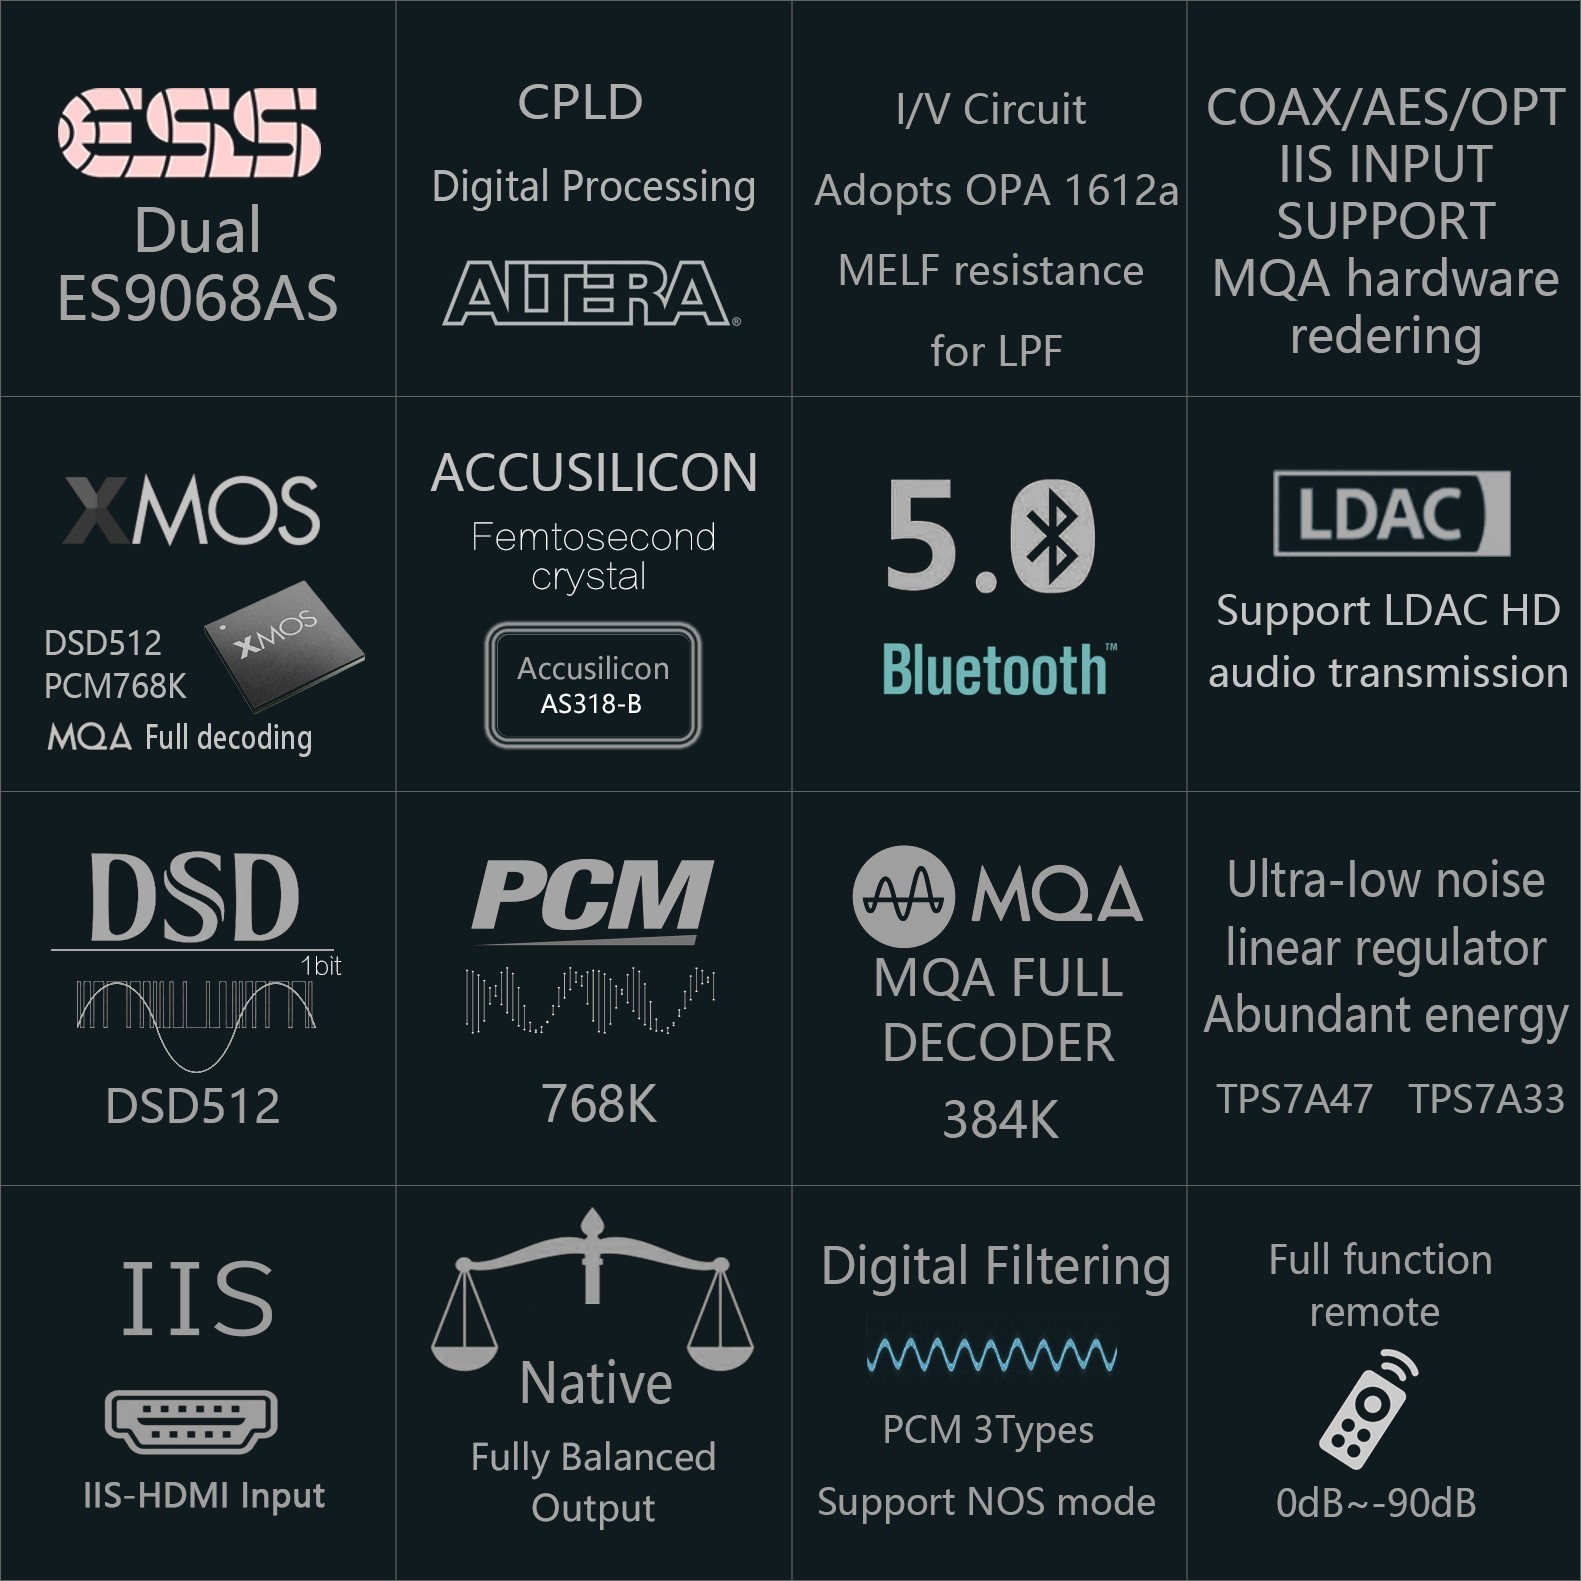 ESS
Dual
ES9068AS
CPLD
Digital Processing
ALTERA®
I/V Circuit
Adopts OPA 1612a
MELF resistance
for LPF
COAX/AES/OPT
IIS INPUT
SUPPORT
MQA hardware
redering
XMOS
XMOS
DSD512
PCM768K
MQA Full decoding
ACCUSILICON
Femtosecond
crystal
Accusilicon
AS318-B
5.0
Bluetooth™
LDAC
Support LDAC HD
audio transmission
DSD
1bit
DSD512
PCM
768K
MQA
MQA FULL
DECODER
384K
Ultra-low noise
linear regulator
Abundant energy
TPS7A47 TPS7A33
IIS
IIS-HDMI Input
Native
Fully Balanced
Output
Digital Filtering
PCM 3Types
Support NOS mode
Full function
remote
0dB~-90dB